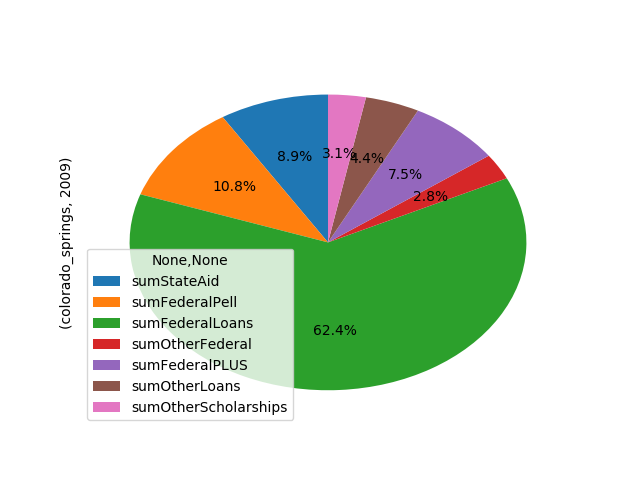 3.1%
4.4%
8.9%
7.5%
10.8%
2.8%
(colorado_springs, 2009)
None,None
sumStateAid
sumFederalPell
sumFederalLoans
sumOtherFederal
sumFederalPLUS
sumOtherLoans
sumOtherScholarships
62.4%